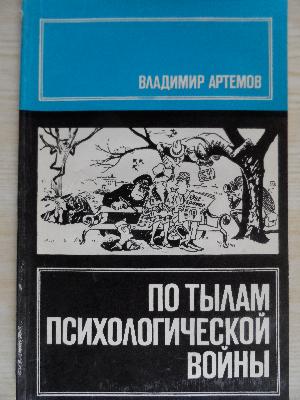 ВЛАДИМИР АРТЕМОВ
ПО ТЫЛАМ
ПСИХОЛОГИЧЕСКОЙ
ВОЙНЫ